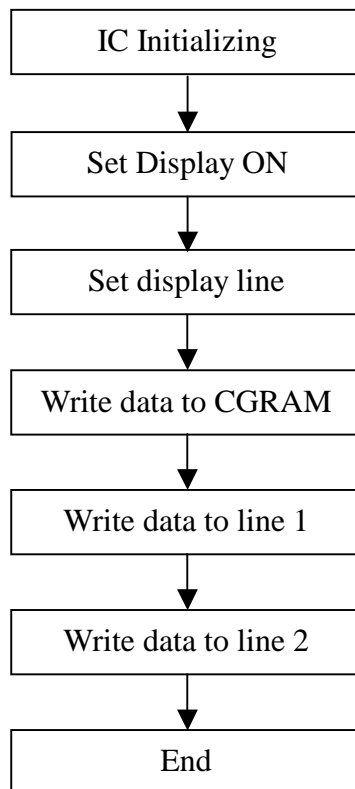 IC Initializing
Set Display ON
Set display line
Write data to CGRAM
Write data to line 1
Write data to line 2
End